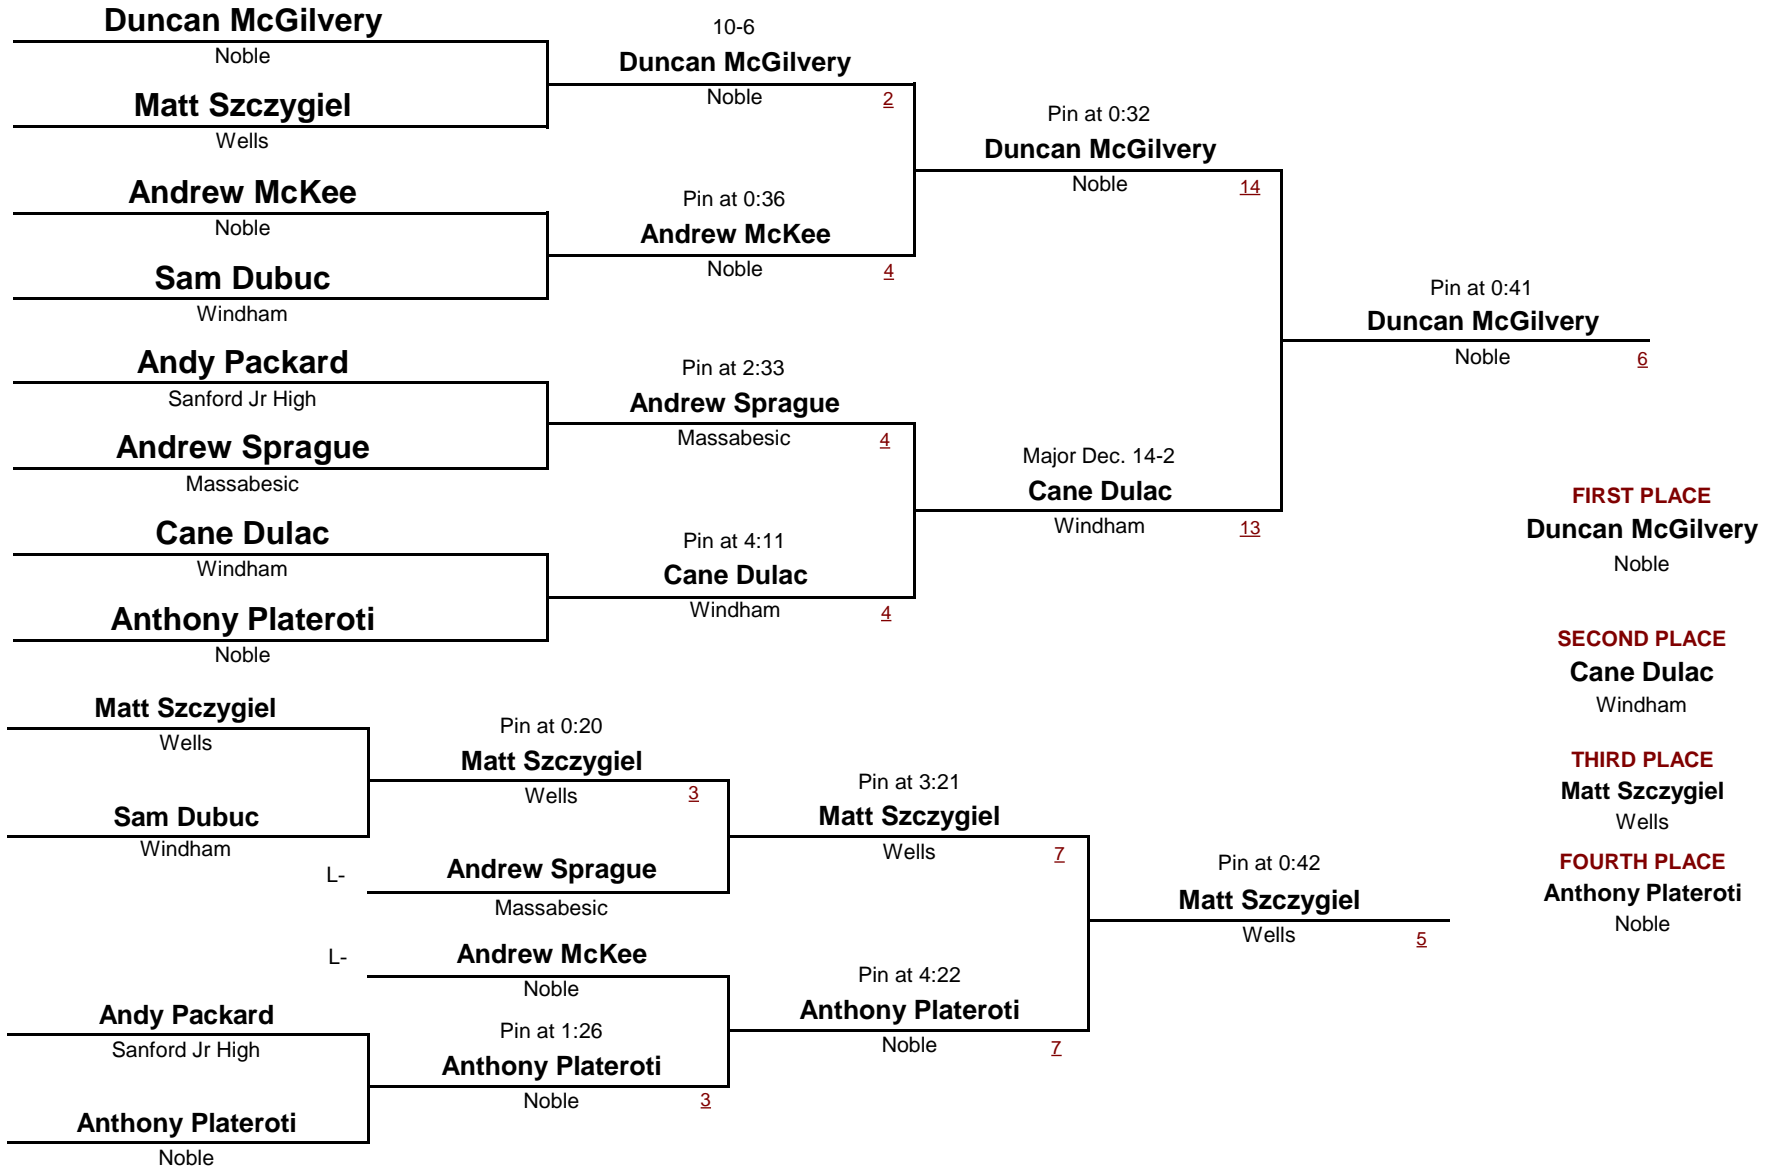 Duncan McGilvery
Noble
Matt Szczygiel
Wells
Andrew McKee
Noble
Sam Dubuc
Windham
Andy Packard
Sanford Jr High
Andrew Sprague
Massabesic
Cane Dulac
Windham
Anthony Plateroti
Noble
10-6
Duncan McGilvery
Noble 2
Pin at 0:36
Andrew McKee
Noble 4
Pin at 2:33
Andrew Sprague
Massabesic 4
Pin at 4:11
Cane Dulac
Windham 4
Pin at 0:32
Duncan McGilvery
Noble 14
Major Dec. 14-2
Cane Dulac
Windham 13
Pin at 0:41
Duncan McGilvery
Noble 6
FIRST PLACE
Duncan McGilvery
Noble
SECOND PLACE
Cane Dulac
Windham
THIRD PLACE
Matt Szczygiel
Wells
FOURTH PLACE
Anthony Plateroti
Noble
Matt Szczygiel
Wells
Sam Dubuc
Windham
Andy Packard
Sanford Jr High
Anthony Plateroti
Noble
Pin at 0:20
Matt Szczygiel
Wells 3
L- Andrew Sprague
Massabesic
L- Andrew McKee
Noble
Pin at 1:26
Anthony Plateroti
Noble 3
Pin at 3:21
Matt Szczygiel
Wells 7
Pin at 4:22
Anthony Plateroti
Noble 7
Pin at 0:42
Matt Szczygiel
Wells 5